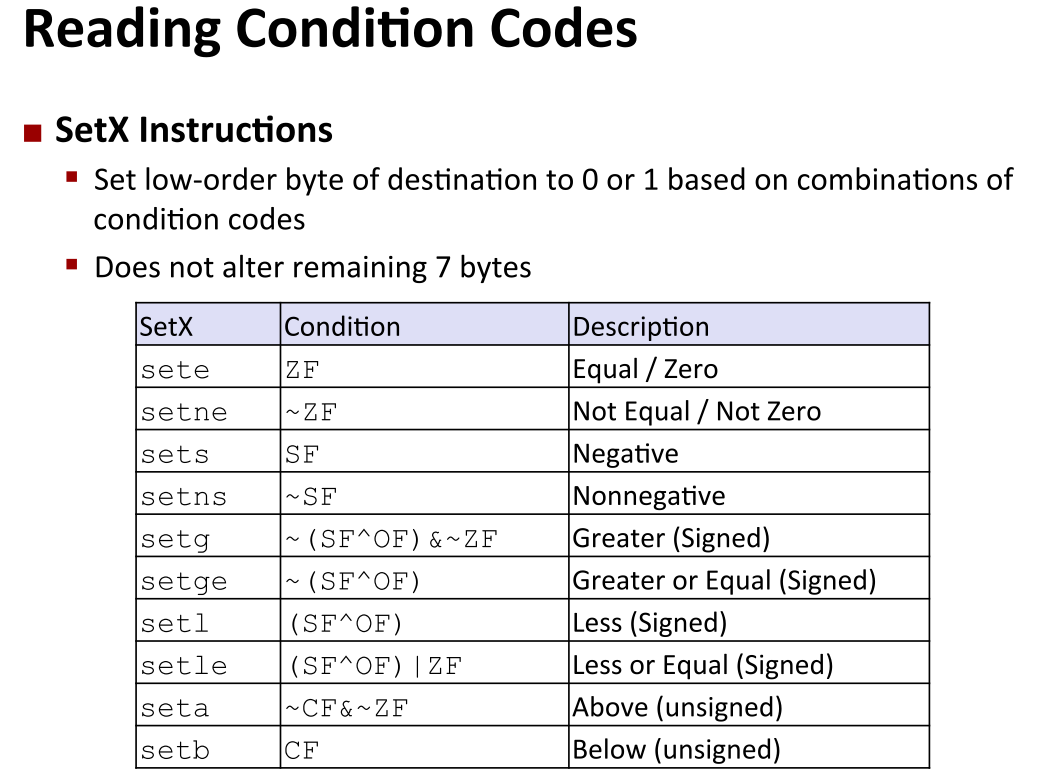 Reading Condition Codes
■ SetX Instructions
▪ Set low-order byte of destination to 0 or 1 based on combinations of
condition codes
▪ Does not alter remaining 7 bytes
SetX Condition Description
sete ZF Equal / Zero
setne ~ZF Not Equal / Not Zero
sets SF Negative
setns ~SF Nonnegative
setg ~(SF^OF)&~ZF Greater (Signed)
setge ~(SF^OF) Greater or Equal (Signed)
setl (SF^OF) Less (Signed)
setle (SF^OF)|ZF Less or Equal (Signed)
seta ~CF&~ZF Above (unsigned)
setb CF Below (unsigned)